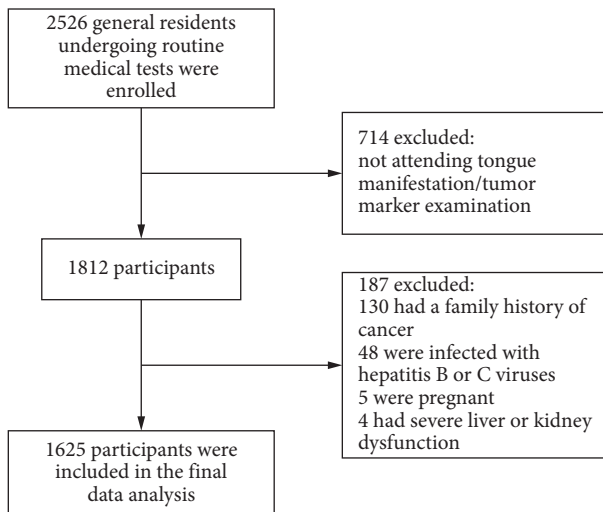 2526 general residents
undergoing routine
medical tests were
enrolled
714 excluded:
not attending tongue
manifestation/tumor
marker examination
1812 participants
187 excluded:
130 had a family history of
cancer
48 were infected with
hepatitis B or C viruses
5 were pregnant
4 had severe liver or kidney
dysfunction
1625 participants were
included in the final
data analysis